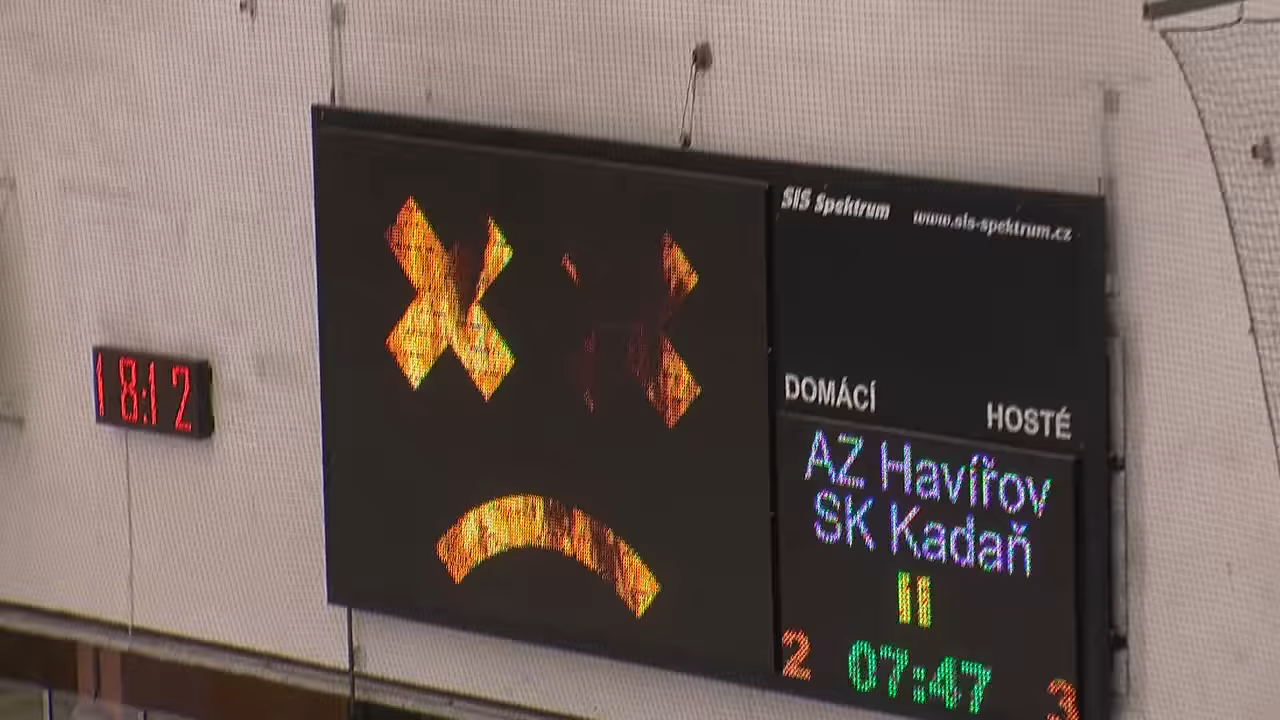 18:12
SIS Spektrum www.sis-spektrum.cz
DOMÁCÍ HOSTÉ
AZ Havířov
SK Kadaň
II
2 07:47 3